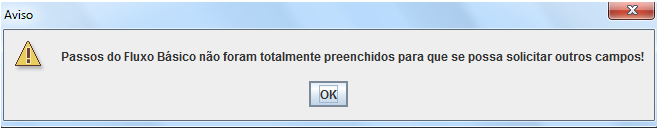 Aviso
Passos do Fluxo Básico não foram totalmente preenchidos para que se possa solicitar outros campos!
OK